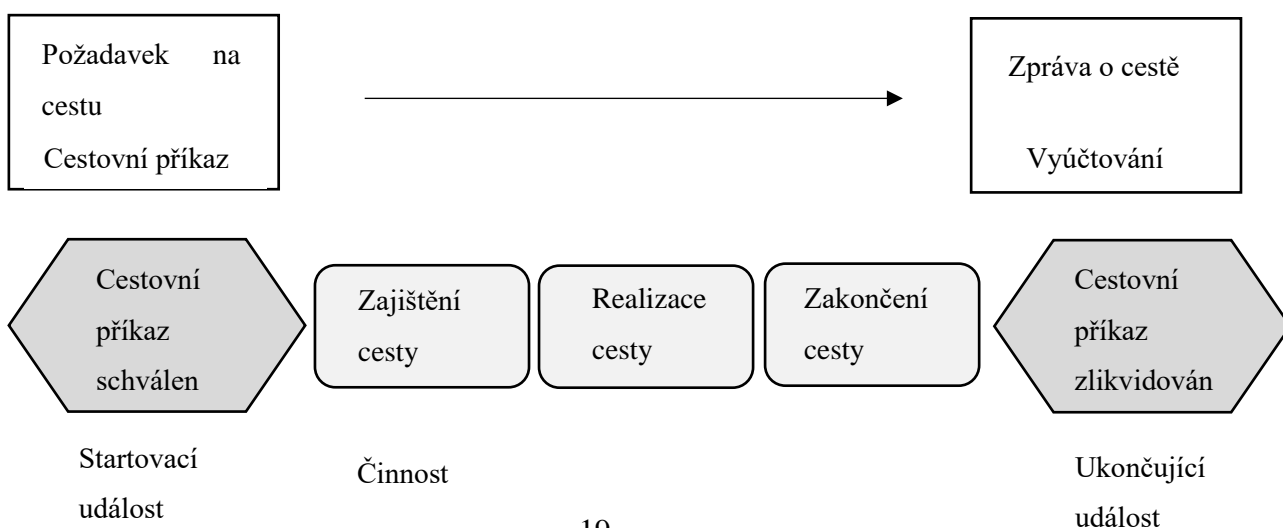 Požadavek na
cestu
Cestovní příkaz
Zpráva o cestě
Vyúčtování
Cestovní
příkaz
schválen
Zajištění
cesty
Realizace
cesty
Zakončení
cesty
Cestovní
příkaz
zlikvidován
Startovací
událost
Činnost
Ukončující
událost